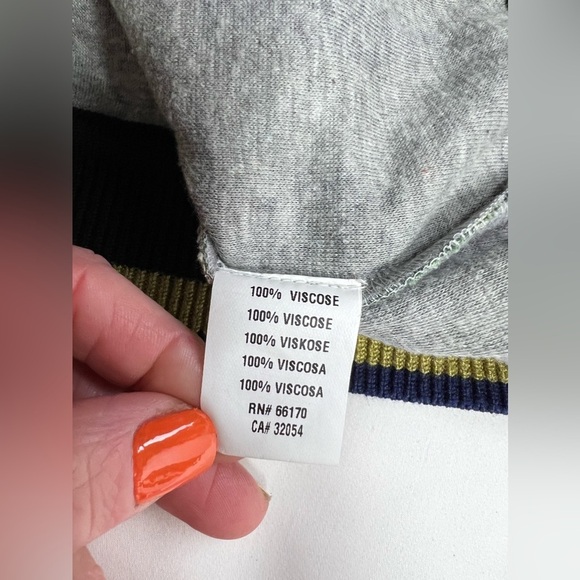 100% VISCOSE
100% VISCOSE
100% VISKOSE
100% VISCOSA
100% VISCOSA
RN# 66170
CA# 32054